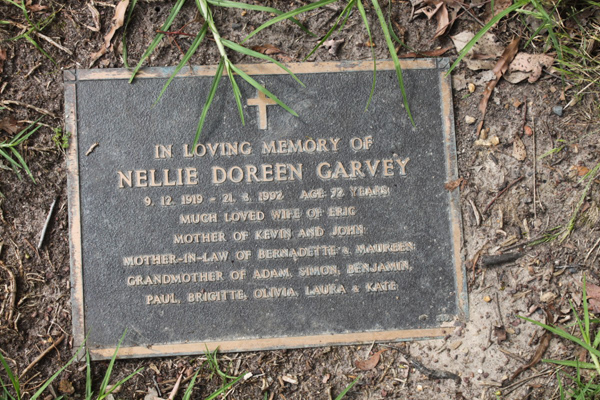 IN LOVING MEMORY OF
NELLIE DOREEN GARVEY
9. 12. 1919 - 21. 8. 1992 AGE 72 YEARS
MUCH LOVED WIFE OF ERIC
MOTHER OF KEVIN AND JOHN
MOTHER-IN-LAW OF BERNADETTE & MAUREEN
GRANDMOTHER OF ADAM, SIMON, BENJAMIN,
PAUL, BRIGITTE, OLIVIA, LAURA & KATE